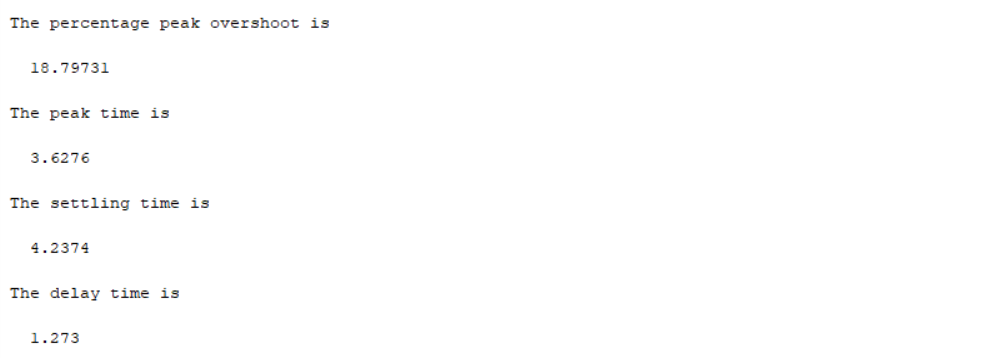 The percentage peak overshoot is
18.79731
The peak time is
3.6276
The settling time is
4.2374
The delay time is
1.273